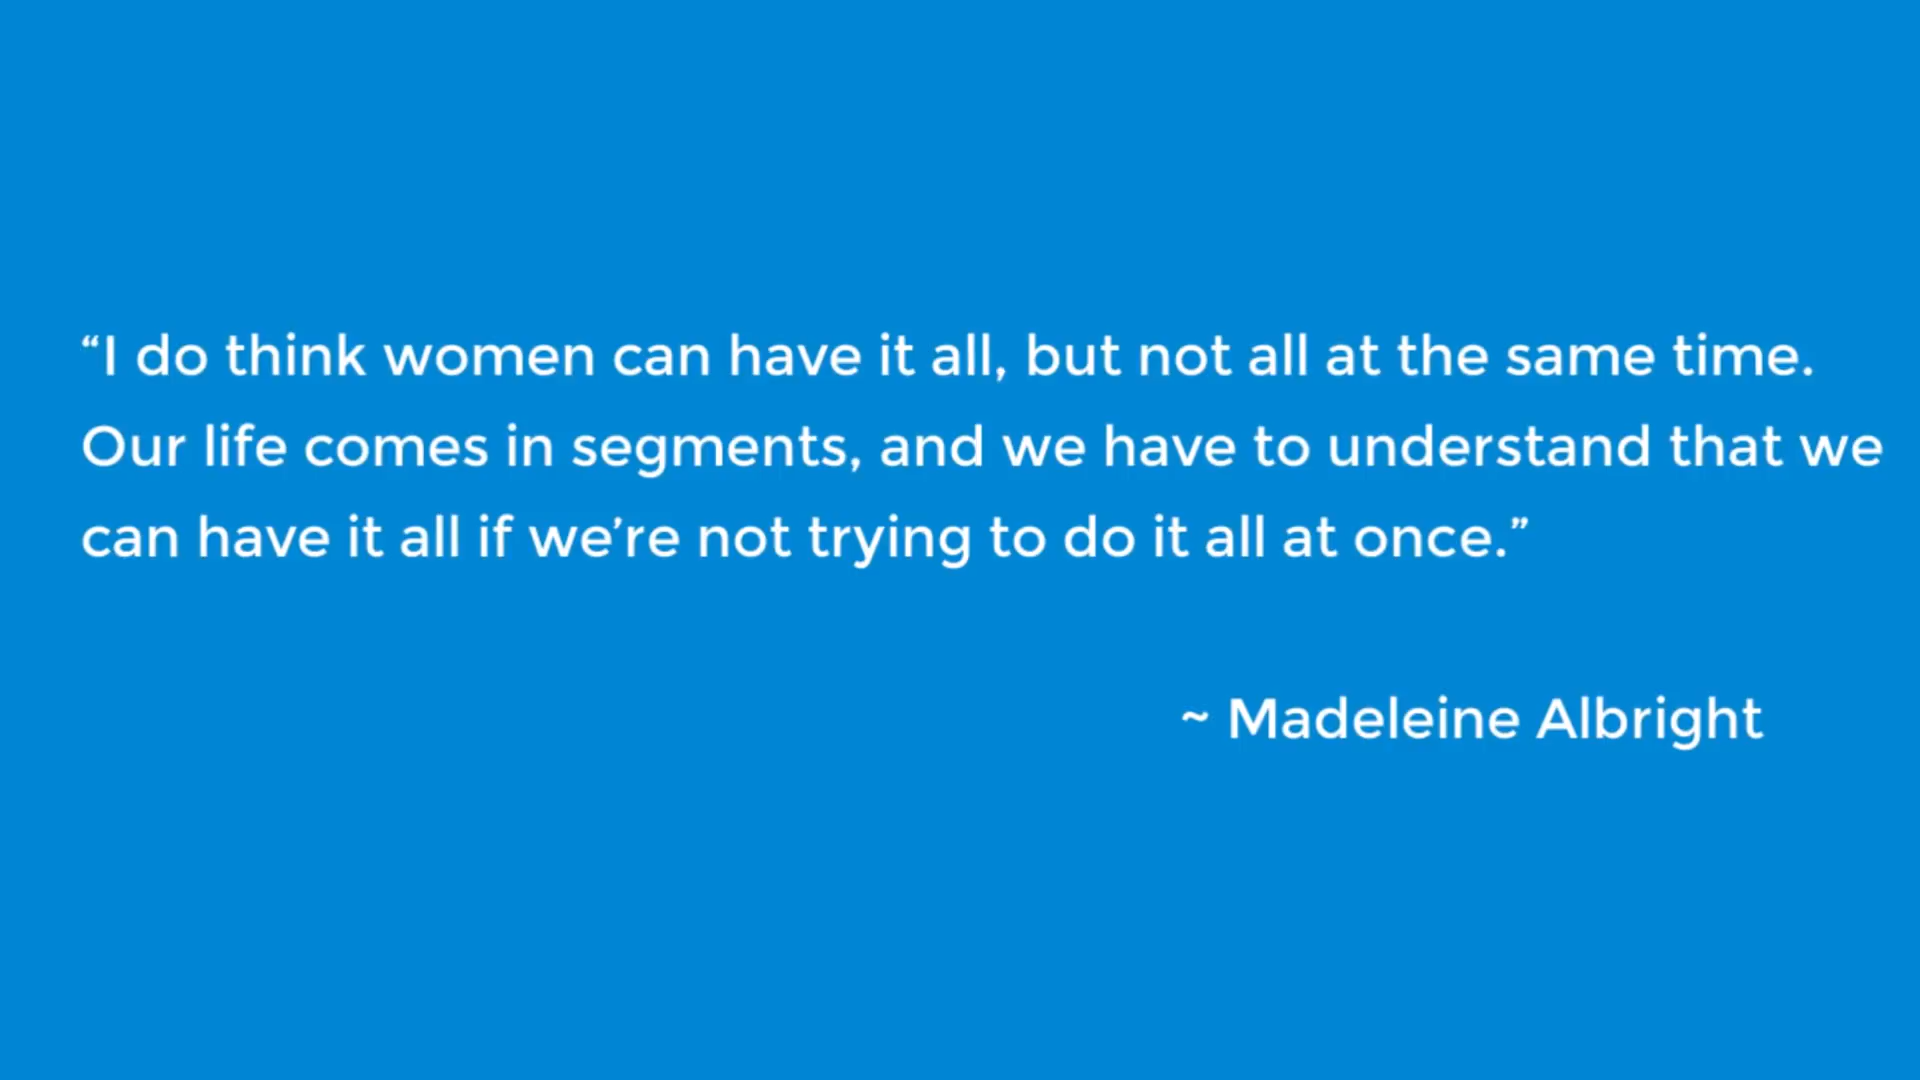 “I do think women can have it all, but not all at the same time.
Our life comes in segments, and we have to understand that we
can have it all if we’re not trying to do it all at once.”
~ Madeleine Albright